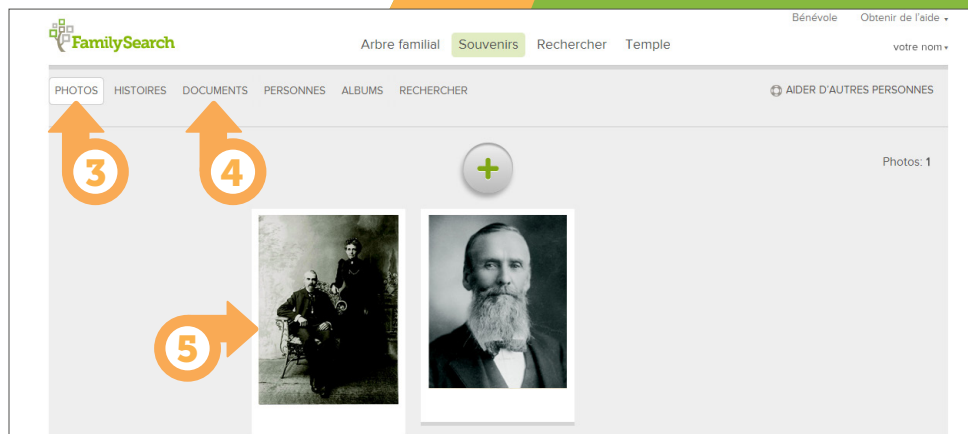 Bénévole Obtenir de l'aide
FamilySearch Arbre familial Souvenirs Rechercher Temple votre nom
PHOTOS HISTOIRES DOCUMENTS PERSONNES ALBUMS RECHERCHER AIDER D'AUTRES PERSONNES
3 4
Photos: 1
5